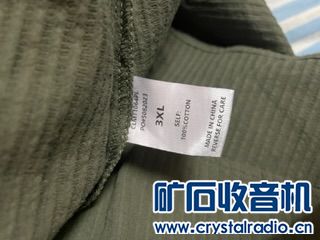 3XL
SELF:
100%COTTON
MADE IN CHINA
REVERSE FOR CARE
矿石收音机
www.crystalradio.cn